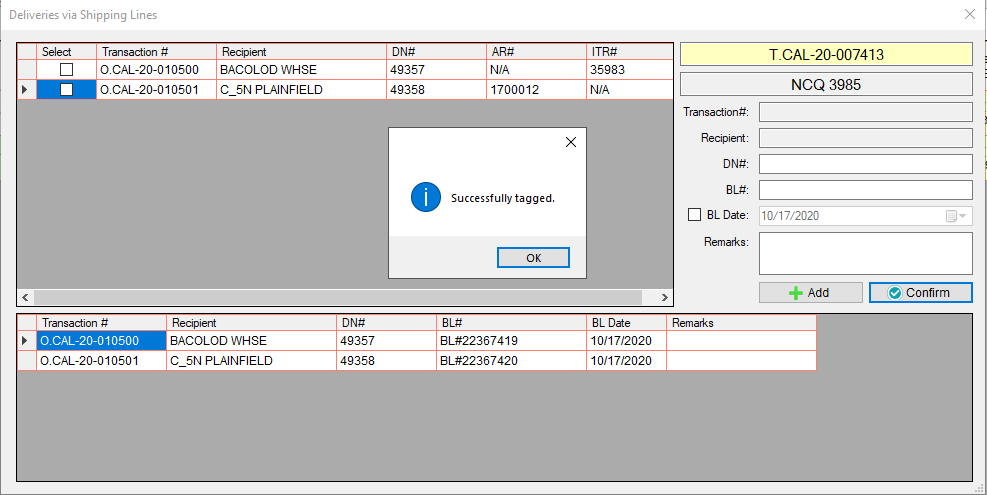 Deliveries via Shipping Lines
Select Transaction # Recipient DN# AR# ITR#
O.CAL-20-010500 BACOLOD WHSE 49357 N/A 35983
O.CAL-20-010501 C_5N PLAINFIELD 49358 1700012 N/A
T.CAL-20-007413
NCQ 3985
Transaction#:
Recipient:
DN#:
BL#:
BL Date: 10/17/2020
Remarks:
Add Confirm
Successfully tagged.
OK
Transaction # Recipient DN# BL# BL Date Remarks
O.CAL-20-010500 BACOLOD WHSE 49357 BL#22367419 10/17/2020
O.CAL-20-010501 C_5N PLAINFIELD 49358 BL#22367420 10/17/2020